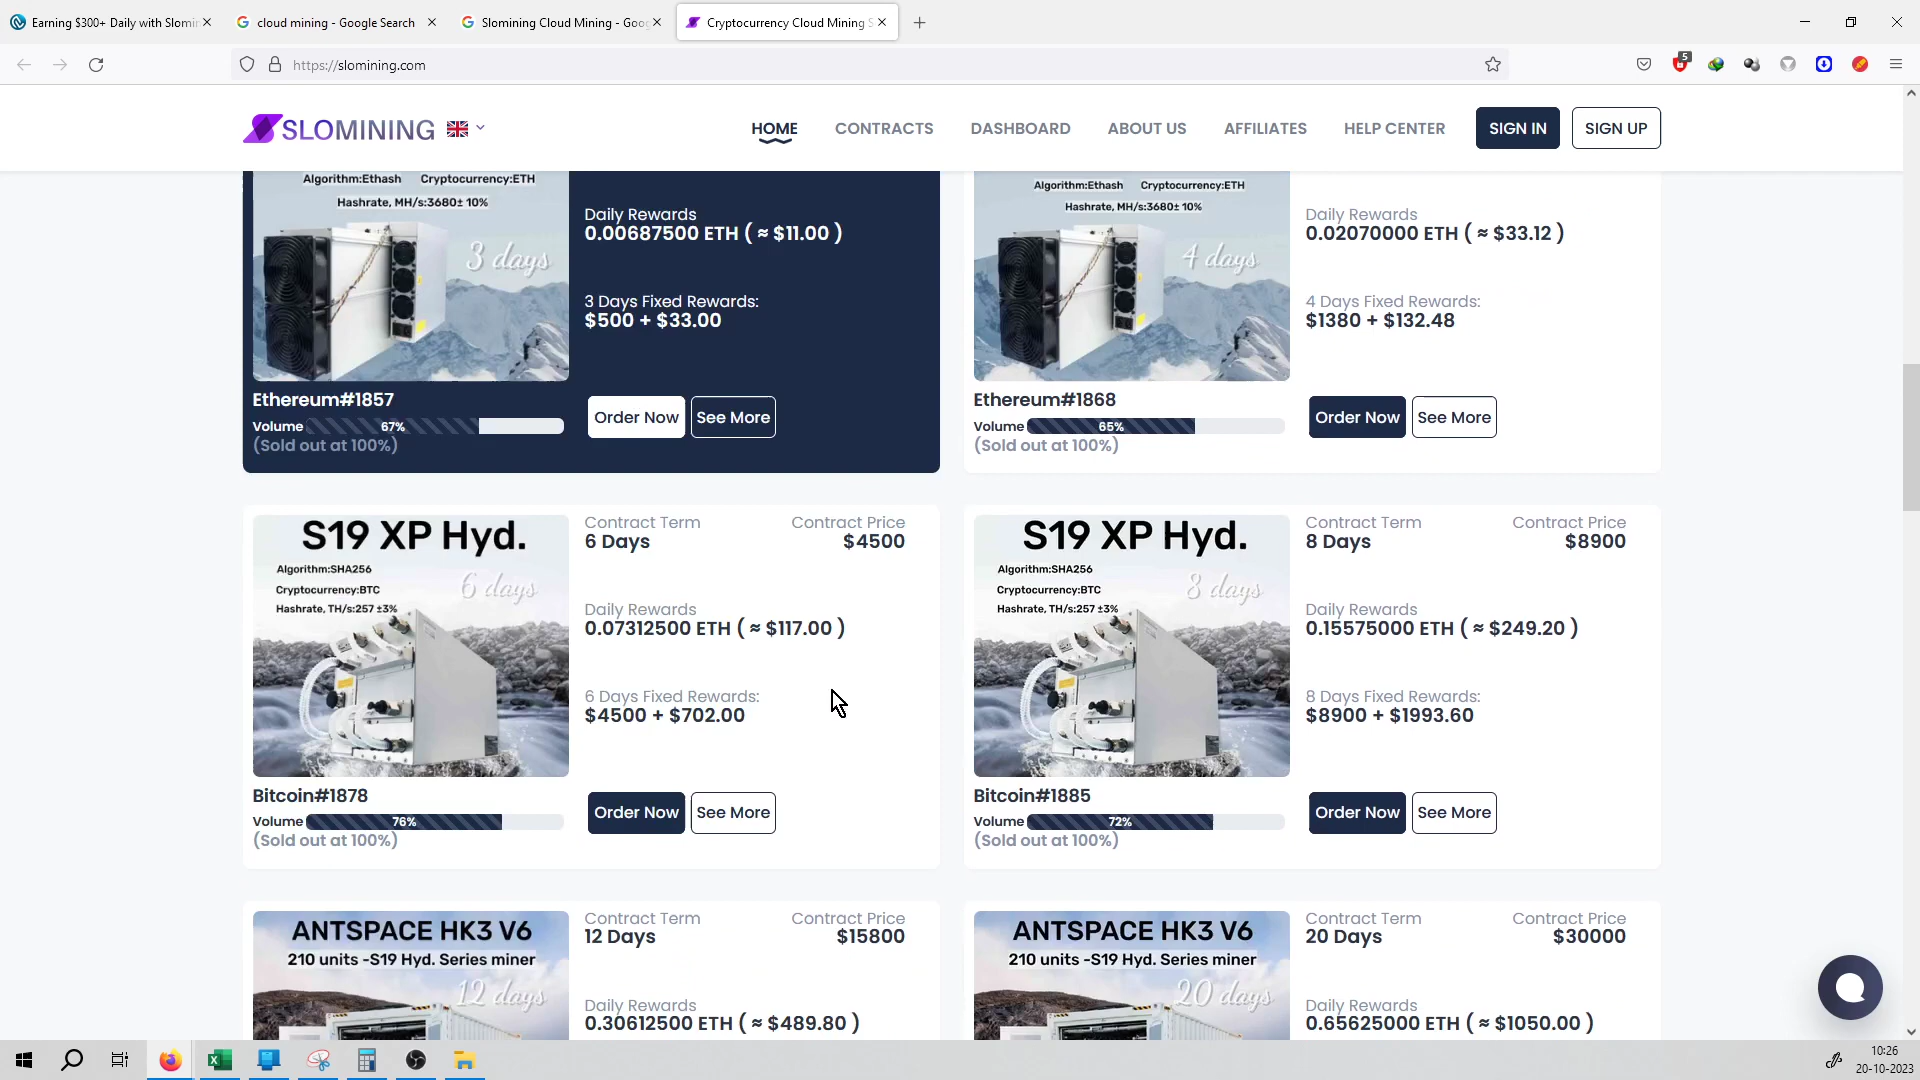 Earning $300+ Daily with Slomin
cloud mining - Google Search
Slomining Cloud Mining - Goog
Cryptocurrency Cloud Mining S
https://slomining.com
5
SLOMINING
HOME
CONTRACTS
DASHBOARD
ABOUT US
AFFILIATES
HELP CENTER
SIGN IN
SIGN UP
Algorithm:Ethash Cryptocurrency:ETH
Hashrate, MH/s:3680± 10%
3 days
Daily Rewards
0.00687500 ETH ( ≈ $11.00 )
3 Days Fixed Rewards:
$500 + $33.00
Ethereum#1857
Volume 67%
(Sold out at 100%)
Order Now
See More
Algorithm:Ethash Cryptocurrency:ETH
Hashrate, MH/s:3680± 10%
4 days
Daily Rewards
0.02070000 ETH ( ≈ $33.12 )
4 Days Fixed Rewards:
$1380 + $132.48
Ethereum#1868
Volume 65%
(Sold out at 100%)
Order Now
See More
S19 XP Hyd.
Algorithm:SHA256
Cryptocurrency:BTC
Hashrate, TH/s:257 ±3%
6 days
Contract Term
6 Days
Contract Price
$4500
Daily Rewards
0.07312500 ETH ( ≈ $117.00 )
6 Days Fixed Rewards:
$4500 + $702.00
Bitcoin#1878
Volume 76%
(Sold out at 100%)
Order Now
See More
S19 XP Hyd.
Algorithm:SHA256
Cryptocurrency:BTC
Hashrate, TH/s:257 ±3%
8 days
Contract Term
8 Days
Contract Price
$8900
Daily Rewards
0.15575000 ETH ( ≈ $249.20 )
8 Days Fixed Rewards:
$8900 + $1993.60
Bitcoin#1885
Volume 72%
(Sold out at 100%)
Order Now
See More
ANTSPACE HK3 V6
210 units -S19 Hyd. Series miner
12 days
Contract Term
12 Days
Contract Price
$15800
Daily Rewards
0.30612500 ETH ( ≈ $489.80 )
ANTSPACE HK3 V6
210 units -S19 Hyd. Series miner
20 days
Contract Term
20 Days
Contract Price
$30000
Daily Rewards
0.65625000 ETH ( ≈ $1050.00 )
10:26
20-10-2023